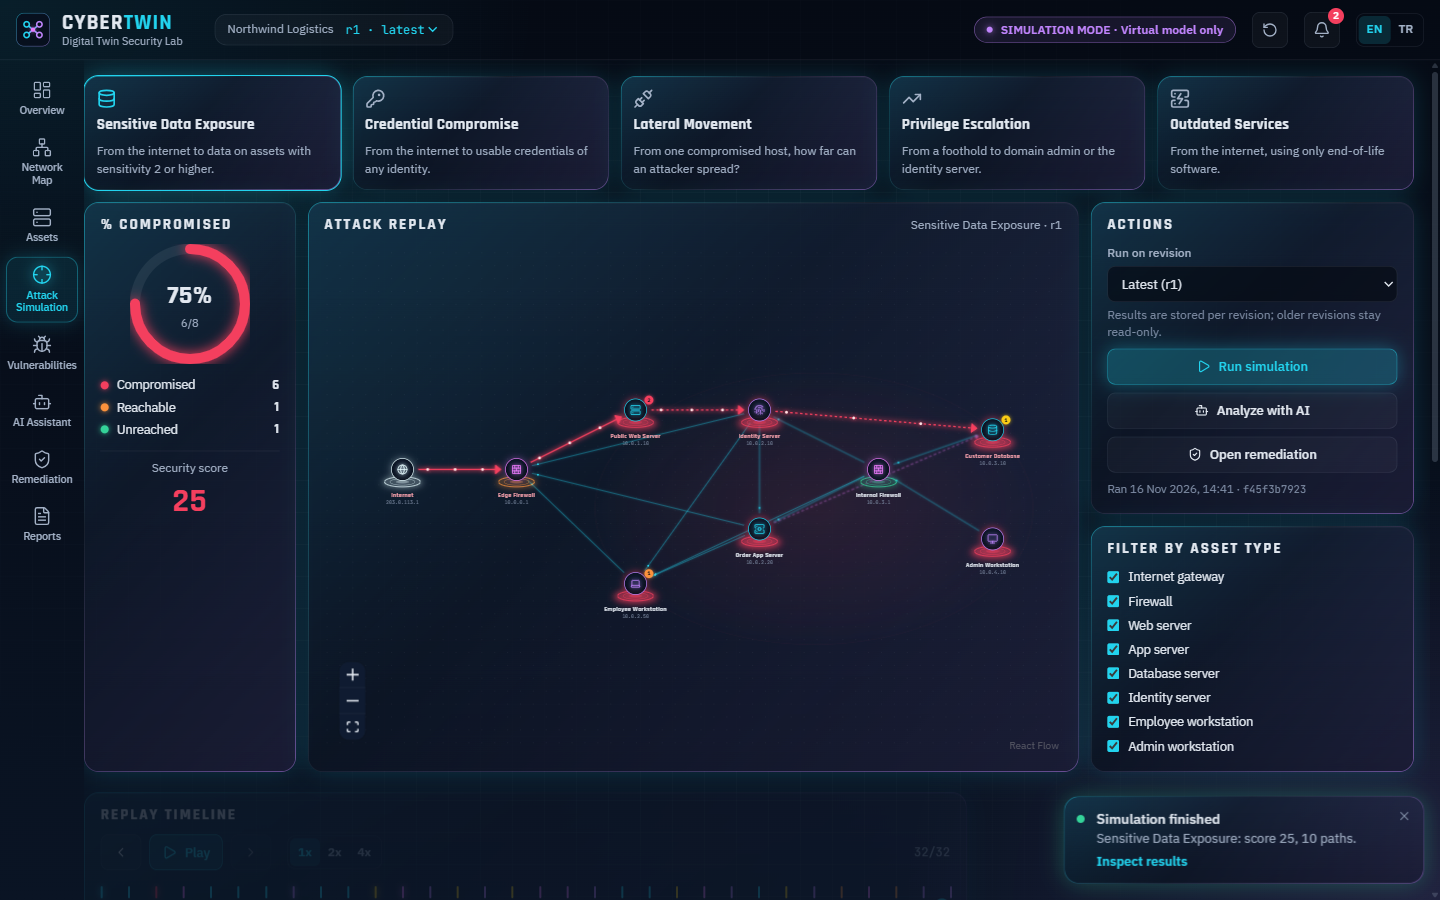 CYBERTWIN
Digital Twin Security Lab
Northwind Logistics r1 · latest
SIMULATION MODE · Virtual model only
2
EN TR
Overview
Network
Map
Assets
Attack
Simulation
Vulnerabilities
AI Assistant
Remediation
Reports
Sensitive Data Exposure
From the internet to data on assets with
sensitivity 2 or higher.
Credential Compromise
From the internet to usable credentials of
any identity.
Lateral Movement
From one compromised host, how far can
an attacker spread?
Privilege Escalation
From a foothold to domain admin or the
identity server.
Outdated Services
From the internet, using only end-of-life
software.
% COMPROMISED
75%
6/8
Compromised 6
Reachable 1
Unreached 1
Security score
25
ATTACK REPLAY
Sensitive Data Exposure · r1
Internet
Edge Firewall
Public Web Server
Identity Server
Customer Database
Internal Firewall
Order App Server
Admin Workstation
Employee Workstation
React Flow
ACTIONS
Run on revision
Latest (r1)
Results are stored per revision; older revisions stay
read-only.
Run simulation
Analyze with AI
Open remediation
Ran 16 Nov 2026, 14:41 · f45f3b7923
FILTER BY ASSET TYPE
Internet gateway
Firewall
Web server
App server
Database server
Identity server
Employee workstation
Admin workstation
REPLAY TIMELINE
Play
1x 2x 4x
32/32
Simulation finished
Sensitive Data Exposure: score 25, 10 paths.
Inspect results